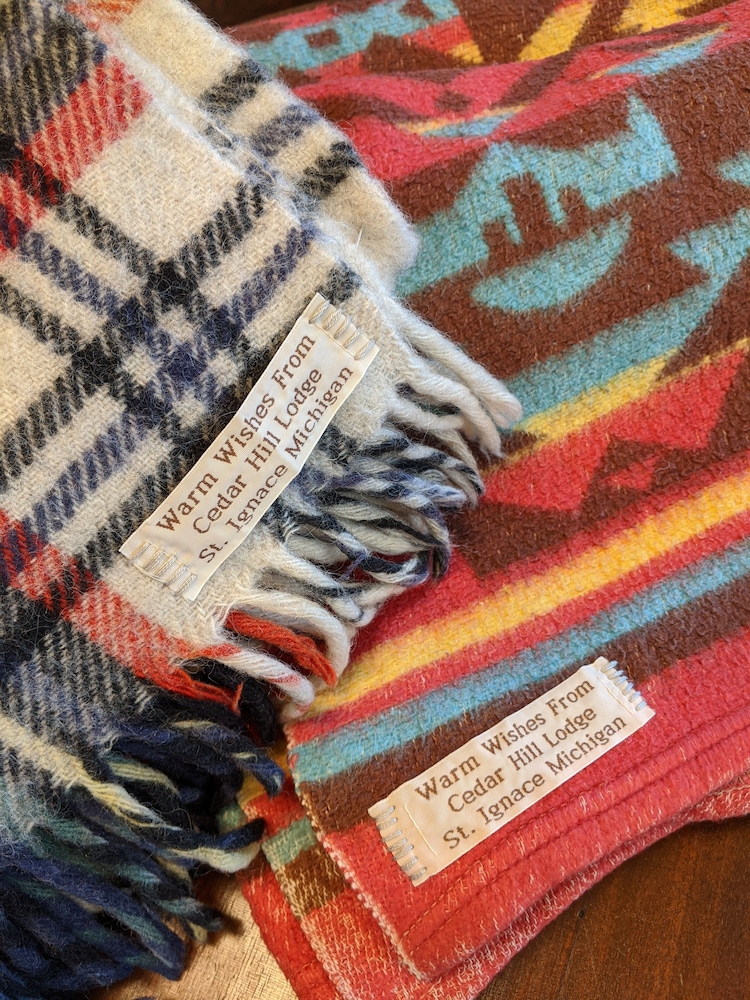 Warm Wishes From
Cedar Hill Lodge
St. Ignace Michigan
Warm Wishes From
Cedar Hill Lodge
St. Ignace Michigan